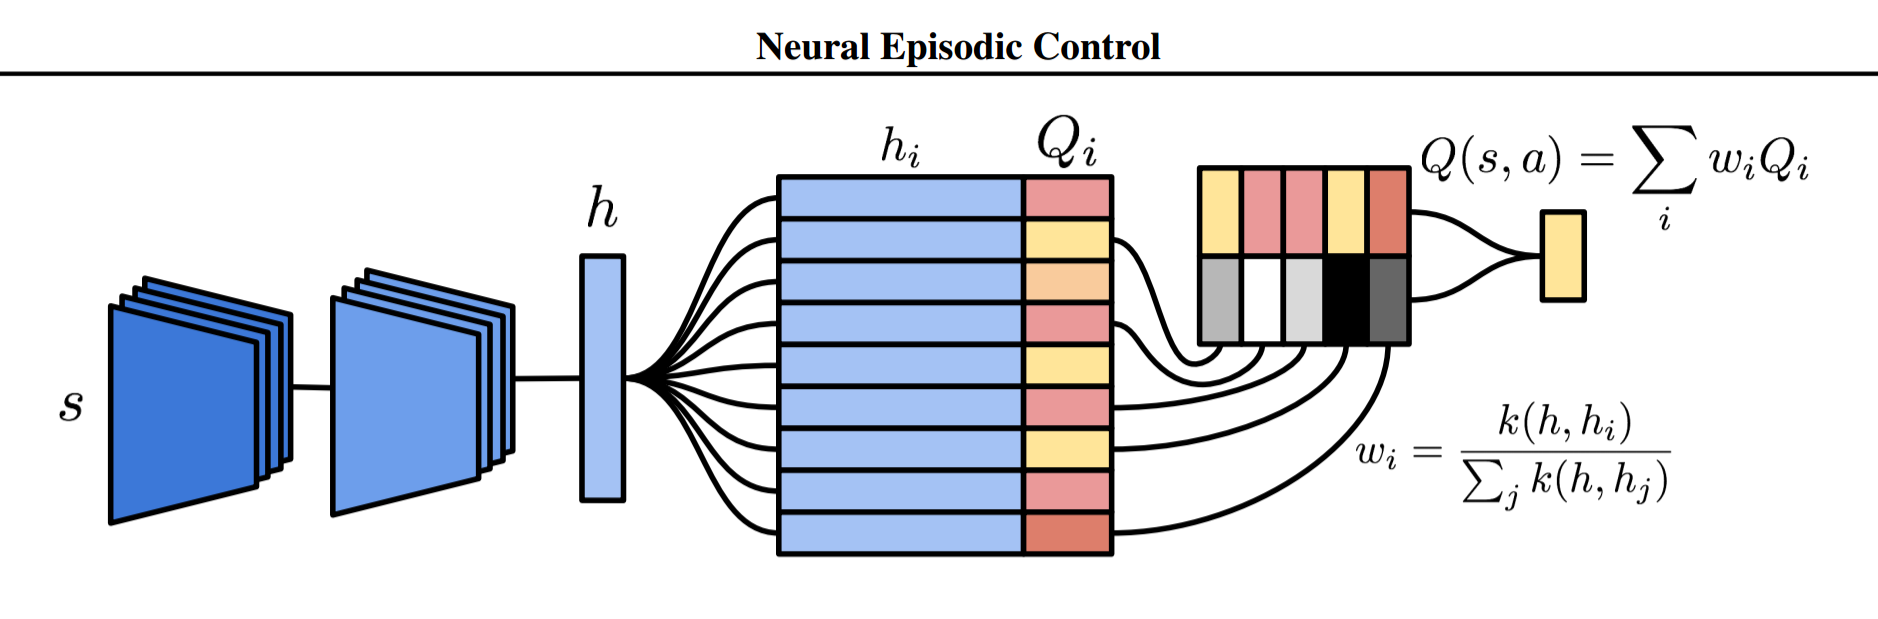 Neural Episodic Control
s
h
h_i
Q_i
Q(s, a) = \sum_i w_i Q_i
w_i = \frac{k(h, h_i)}{\sum_j k(h, h_j)}